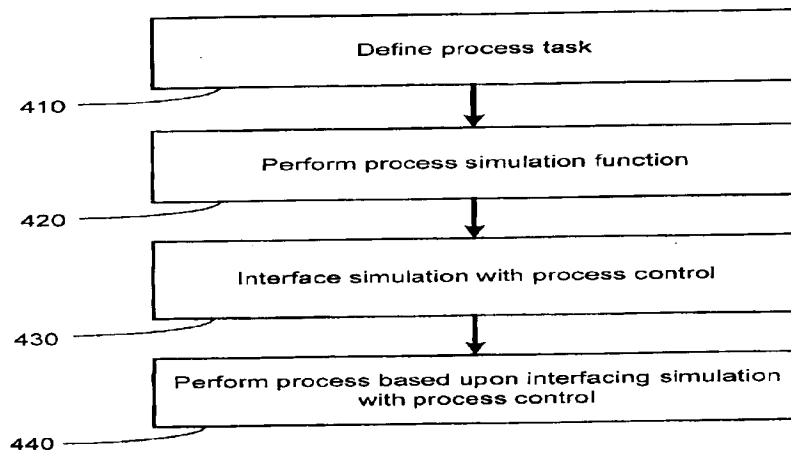 Define process task
410
Perform process simulation function
420
Interface simulation with process control
430
Perform process based upon interfacing simulation
with process control
440